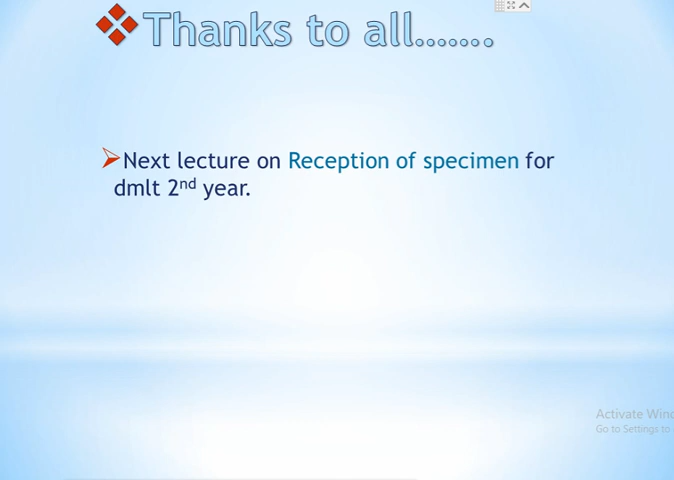 Thanks to all.......
Next lecture on Reception of specimen for
dmlt 2nd year.
Activate Wind
Go to Settings to